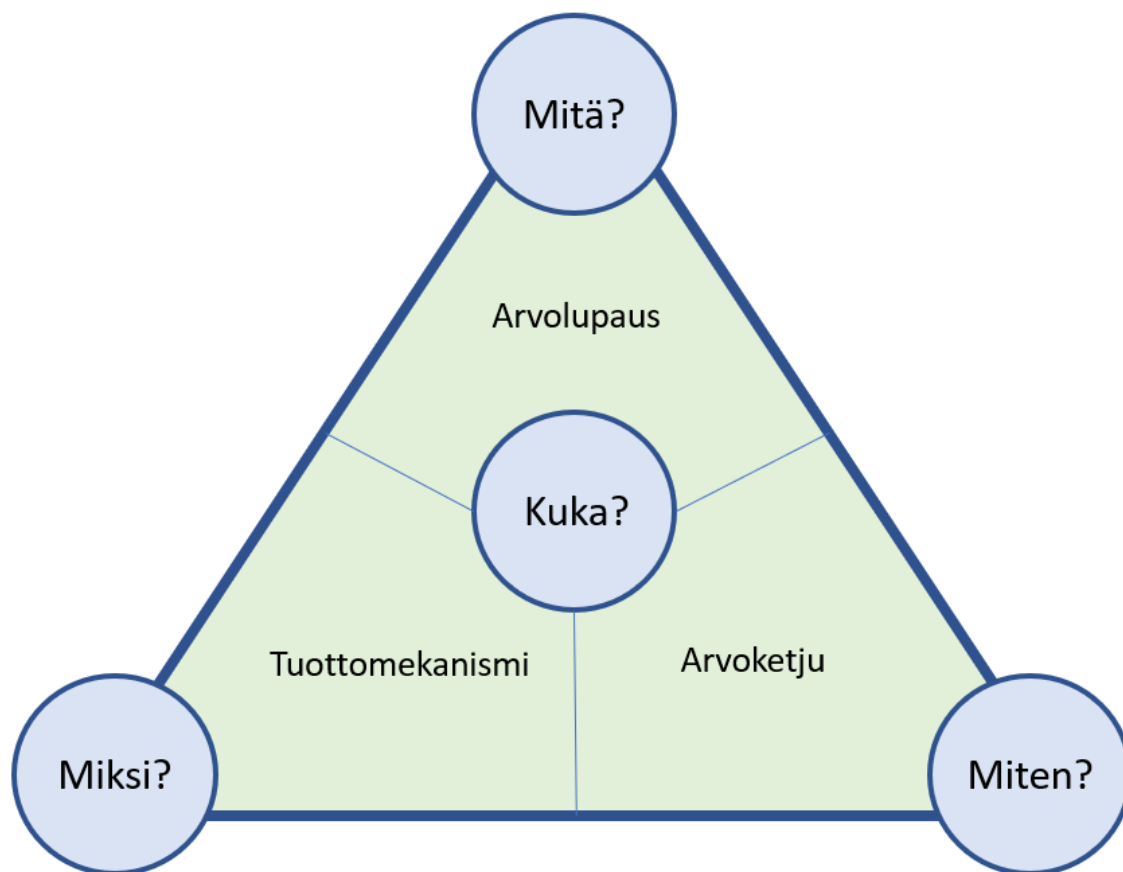 Mitä?
Arvolupaus
Kuka?
Tuottomekanismi
Arvoketju
Miksi?
Miten?